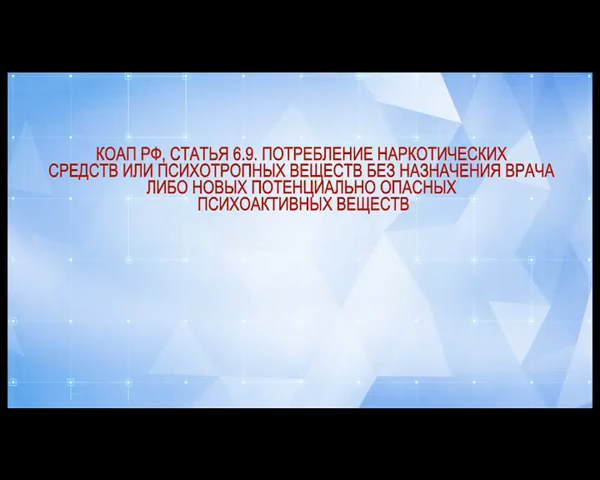 КОАП РФ, СТАТЬЯ 6.9. ПОТРЕБЛЕНИЕ НАРКОТИЧЕСКИХ
СРЕДСТВ ИЛИ ПСИХОТРОПНЫХ ВЕЩЕСТВ БЕЗ НАЗНАЧЕНИЯ ВРАЧА
ЛИБО НОВЫХ ПОТЕНЦИАЛЬНО ОПАСНЫХ
ПСИХОАКТИВНЫХ ВЕЩЕСТВ